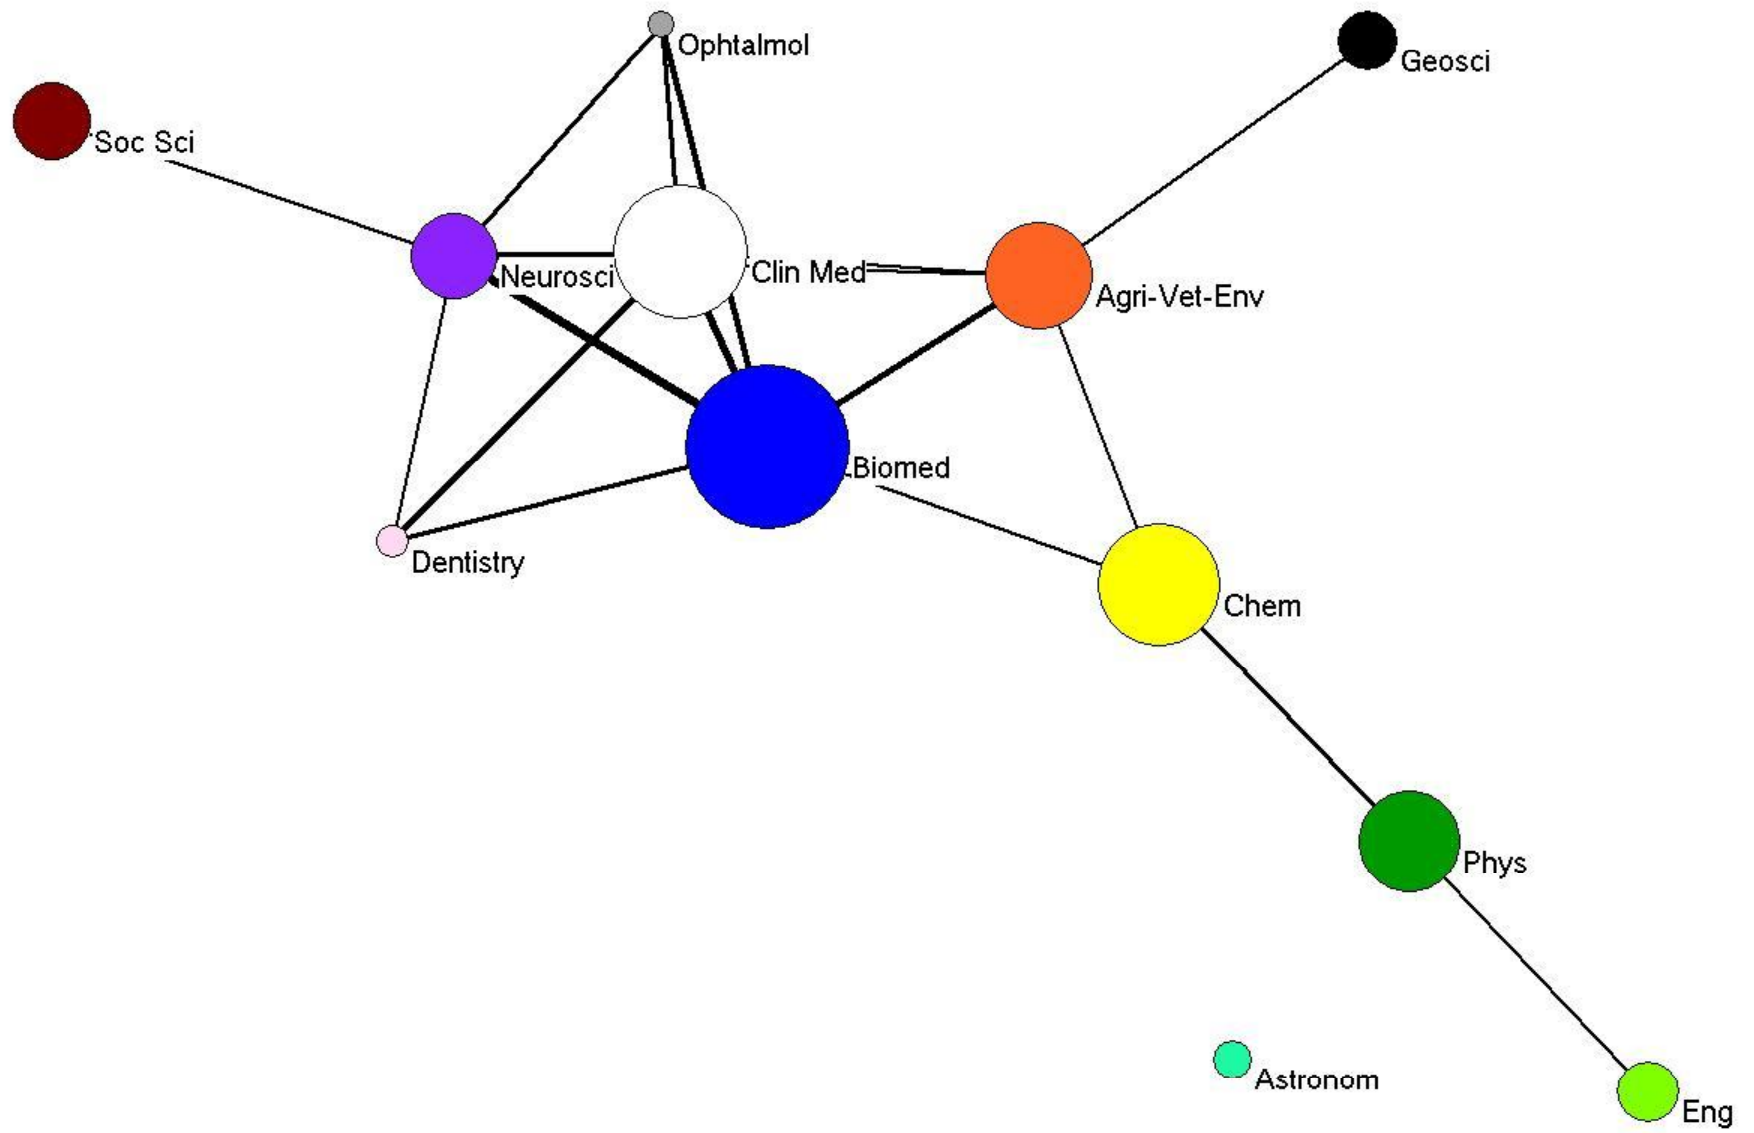 Ophtalmol
Geosci
Soc Sci
Neurosci
Clin Med
Agri-Vet-Env
Biomed
Dentistry
Chem
Phys
Astronom
Eng